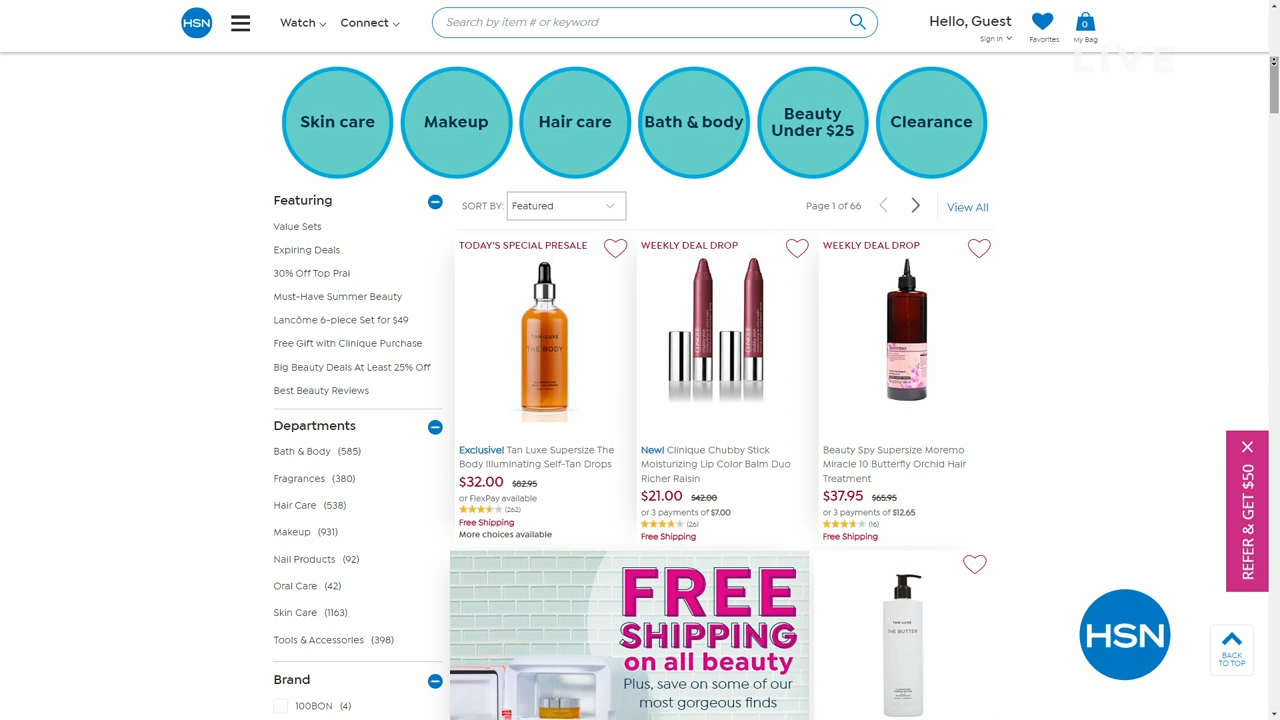 HSN
Watch
Connect
Search by item # or keyword
Hello, Guest
Sign In
Favorites
0
My Bag
LIVE
Skin care
Makeup
Hair care
Bath & body
Beauty
Under $25
Clearance
Featuring
Value Sets
Expiring Deals
30% Off Top Prai
Must-Have Summer Beauty
Lancôme 6-piece Set for $49
Free Gift with Clinique Purchase
Big Beauty Deals At Least 25% Off
Best Beauty Reviews
Departments
Bath & Body (585)
Fragrances (380)
Hair Care (538)
Makeup (931)
Nail Products (92)
Oral Care (42)
Skin Care (1163)
Tools & Accessories (398)
Brand
100BON (4)
SORT BY: Featured
Page 1 of 66
View All
TODAY'S SPECIAL PRESALE
TAN-LUXE
THE BODY
Exclusive! Tan Luxe Supersize The
Body Illuminating Self-Tan Drops
$32.00 $82.95
or FlexPay available
(262)
Free Shipping
More choices available
WEEKLY DEAL DROP
New! Clinique Chubby Stick
Moisturizing Lip Color Balm Duo
Richer Raisin
$21.00 $42.00
or 3 payments of $7.00
(26)
Free Shipping
WEEKLY DEAL DROP
Beauty Spy Supersize Moremo
Miracle 10 Butterfly Orchid Hair
Treatment
$37.95 $65.95
or 3 payments of $12.65
(16)
Free Shipping
FREE
SHIPPING
on all beauty
Plus, save on some of our
most gorgeous finds
TAN-LUXE
THE BUTTER
REFER & GET $50
HSN
BACK
TO TOP